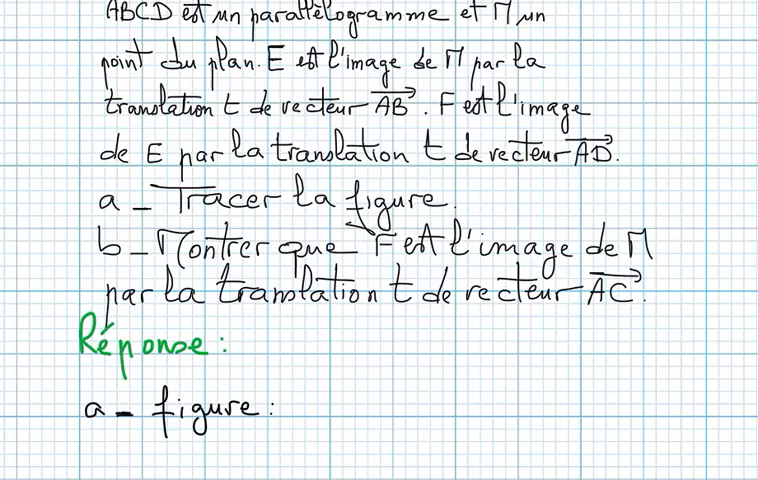 ABCD est un parallèlogramme et M un
point du plan. E est l'image de M par la
translation t de vecteur AB. F est l'image
de E par la translation t de vecteur AD.
a - Tracer la figure.
b - Montrer que F est l'image de M
par la translation t de vecteur AC.
Réponse :
a - figure :